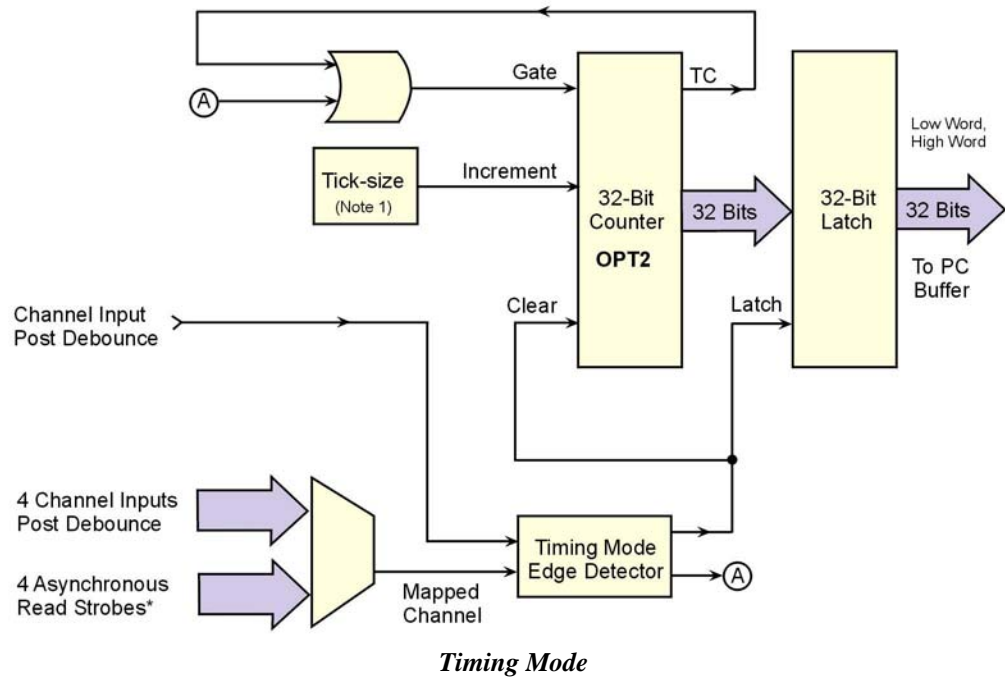 Gate
TC
A
Low Word,
High Word
Tick-size
(Note 1)
Increment
32-Bit
Counter
OPT2
32 Bits
32-Bit
Latch
32 Bits
To PC
Buffer
Clear
Latch
Channel Input
Post Debounce
4 Channel Inputs
Post Debounce
4 Asynchronous
Read Strobes*
Mapped
Channel
Timing Mode
Edge Detector
A
Timing Mode